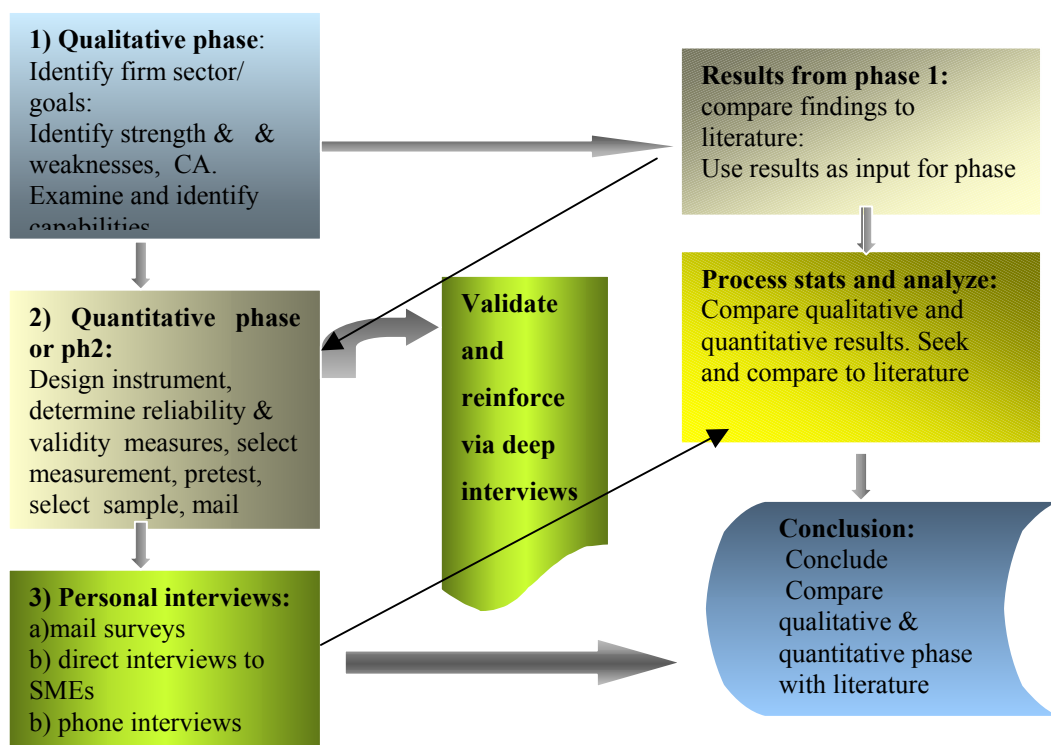 1) Qualitative phase:
Identify firm sector/
goals:
Identify strength & & 
weaknesses, CA.
Examine and identify
capabilities
Results from phase 1:
compare findings to
literature:
Use results as input for phase
2) Quantitative phase
or ph2:
Design instrument,
determine reliability &
validity measures, select
measurement, pretest,
select sample, mail
Validate
and
reinforce
via deep
interviews
Process stats and analyze:
Compare qualitative and
quantitative results. Seek
and compare to literature
3) Personal interviews:
a)mail surveys
b) direct interviews to
SMEs
b) phone interviews
Conclusion:
Conclude
Compare
qualitative &
quantitative phase
with literature